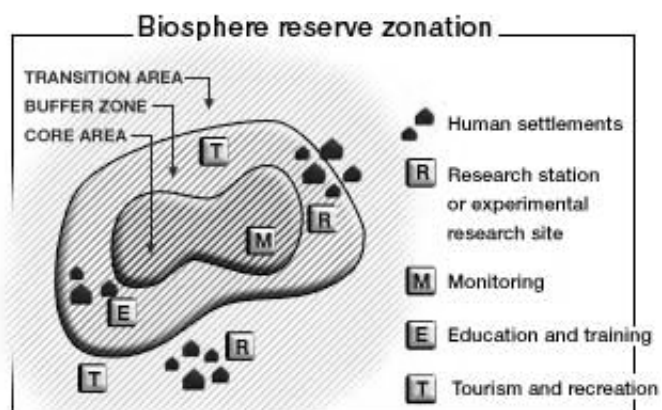 Biosphere reserve zonation
TRANSITION AREA
BUFFER ZONE
CORE AREA
T
R
M
E
T
R
Human settlements
R Research station
or experimental
research site
M Monitoring
E Education and training
T Tourism and recreation